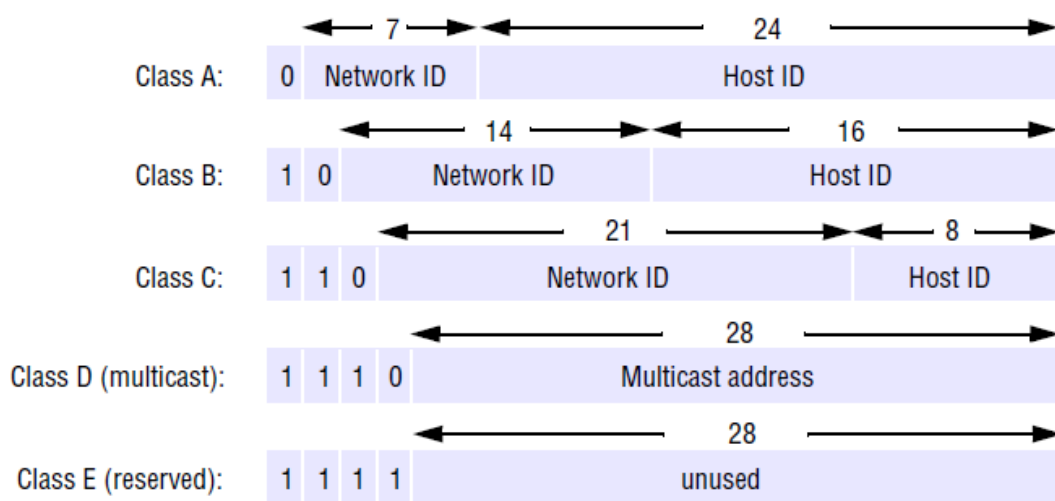 7 24
Class A: 0 Network ID Host ID
14 16
Class B: 1 0 Network ID Host ID
21 8
Class C: 1 1 0 Network ID Host ID
28
Class D (multicast): 1 1 1 0 Multicast address
28
Class E (reserved): 1 1 1 1 unused